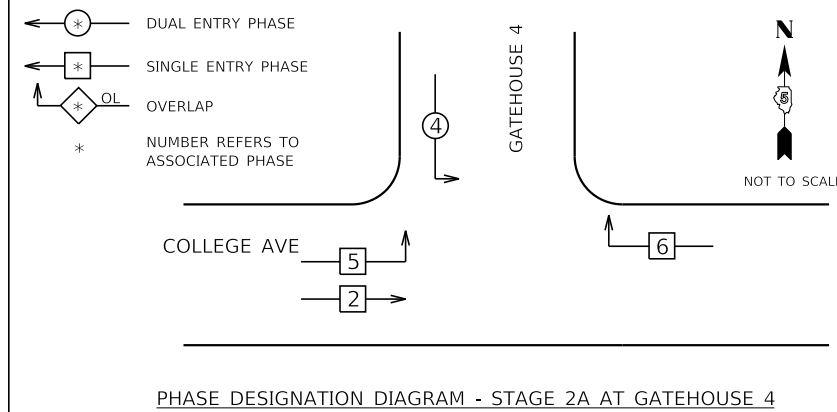 * DUAL ENTRY PHASE
* SINGLE ENTRY PHASE
* OL OVERLAP
* NUMBER REFERS TO
ASSOCIATED PHASE
GATEHOUSE 4
4
N
5
NOT TO SCALE
COLLEGE AVE
5
6
2
PHASE DESIGNATION DIAGRAM - STAGE 2A AT GATEHOUSE 4